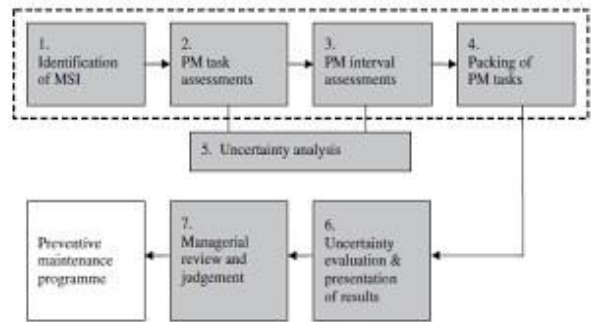 1.
Identification
of MSI
2.
PM task
assessments
3.
PM interval
assessments
4.
Packing of
PM tasks
5. Uncertainty analysis
Preventive
maintenance
programme
7.
Managerial
review and
judgement
6.
Uncertainty
evaluation &
presentation
of results